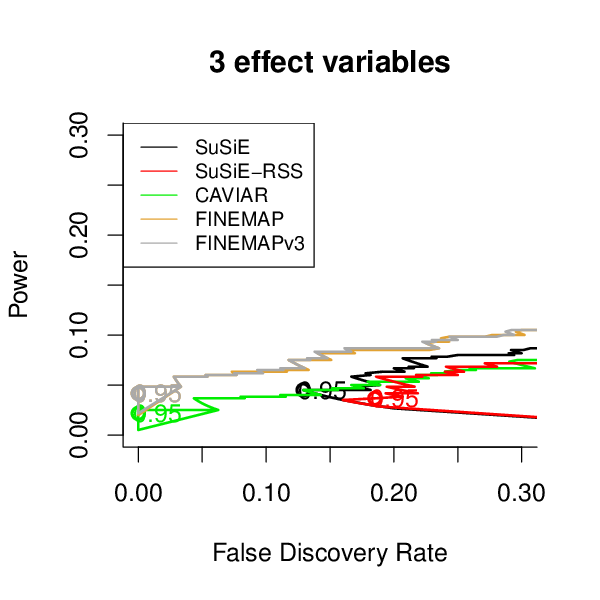 3 effect variables
Power
0.30
0.20
0.10
0.00
SuSiE
SuSiE−RSS
CAVIAR
FINEMAP
FINEMAPv3
0.95
0.95
0.95
0.95
0.00 0.10 0.20 0.30
False Discovery Rate